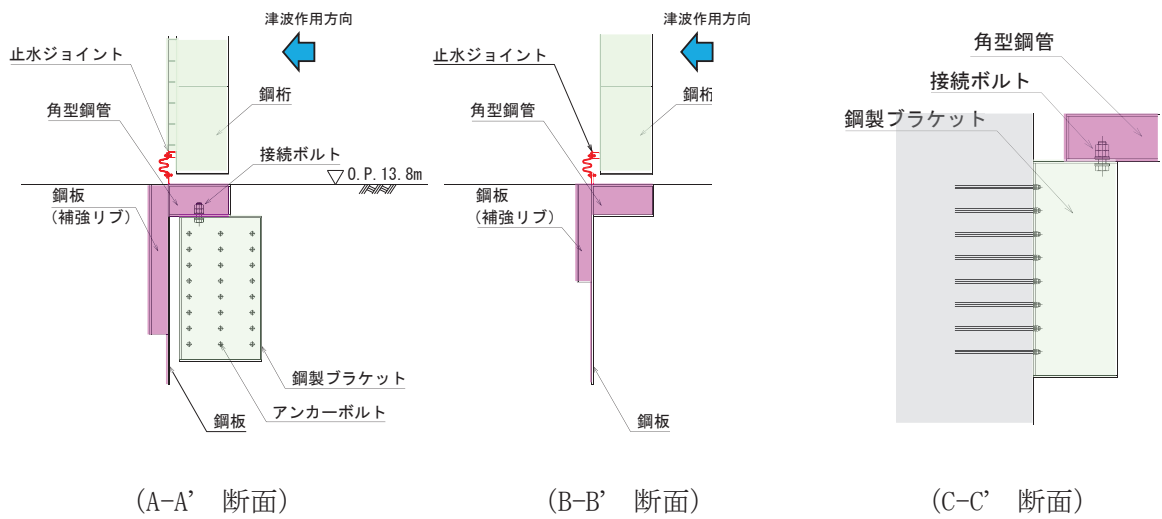 津波作用方向
止水ジョイント
鋼桁
角型鋼管
接続ボルト
O.P.13.8m
鋼板
(補強リブ)
鋼製ブラケット
アンカーボルト
鋼板
(A-A’ 断面)
津波作用方向
止水ジョイント
鋼桁
角型鋼管
鋼板
(補強リブ)
鋼板
(B-B’ 断面)
角型鋼管
接続ボルト
鋼製ブラケット
(C-C’ 断面)